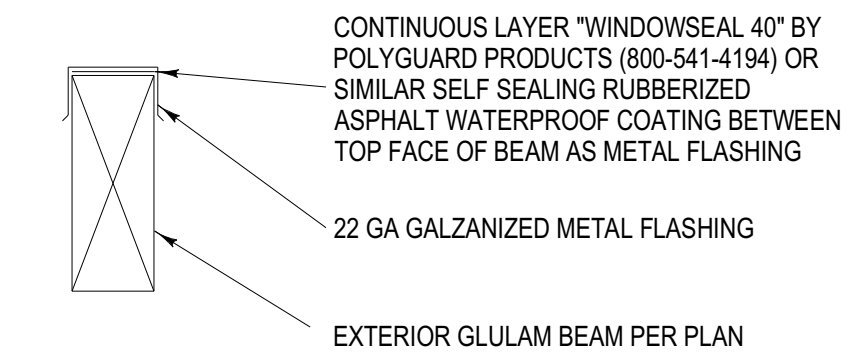 CONTINUOUS LAYER "WINDOWSEAL 40" BY
POLYGUARD PRODUCTS (800-541-4194) OR
SIMILAR SELF SEALING RUBBERIZED
ASPHALT WATERPROOF COATING BETWEEN
TOP FACE OF BEAM AS METAL FLASHING
22 GA GALZANIZED METAL FLASHING
EXTERIOR GLULAM BEAM PER PLAN